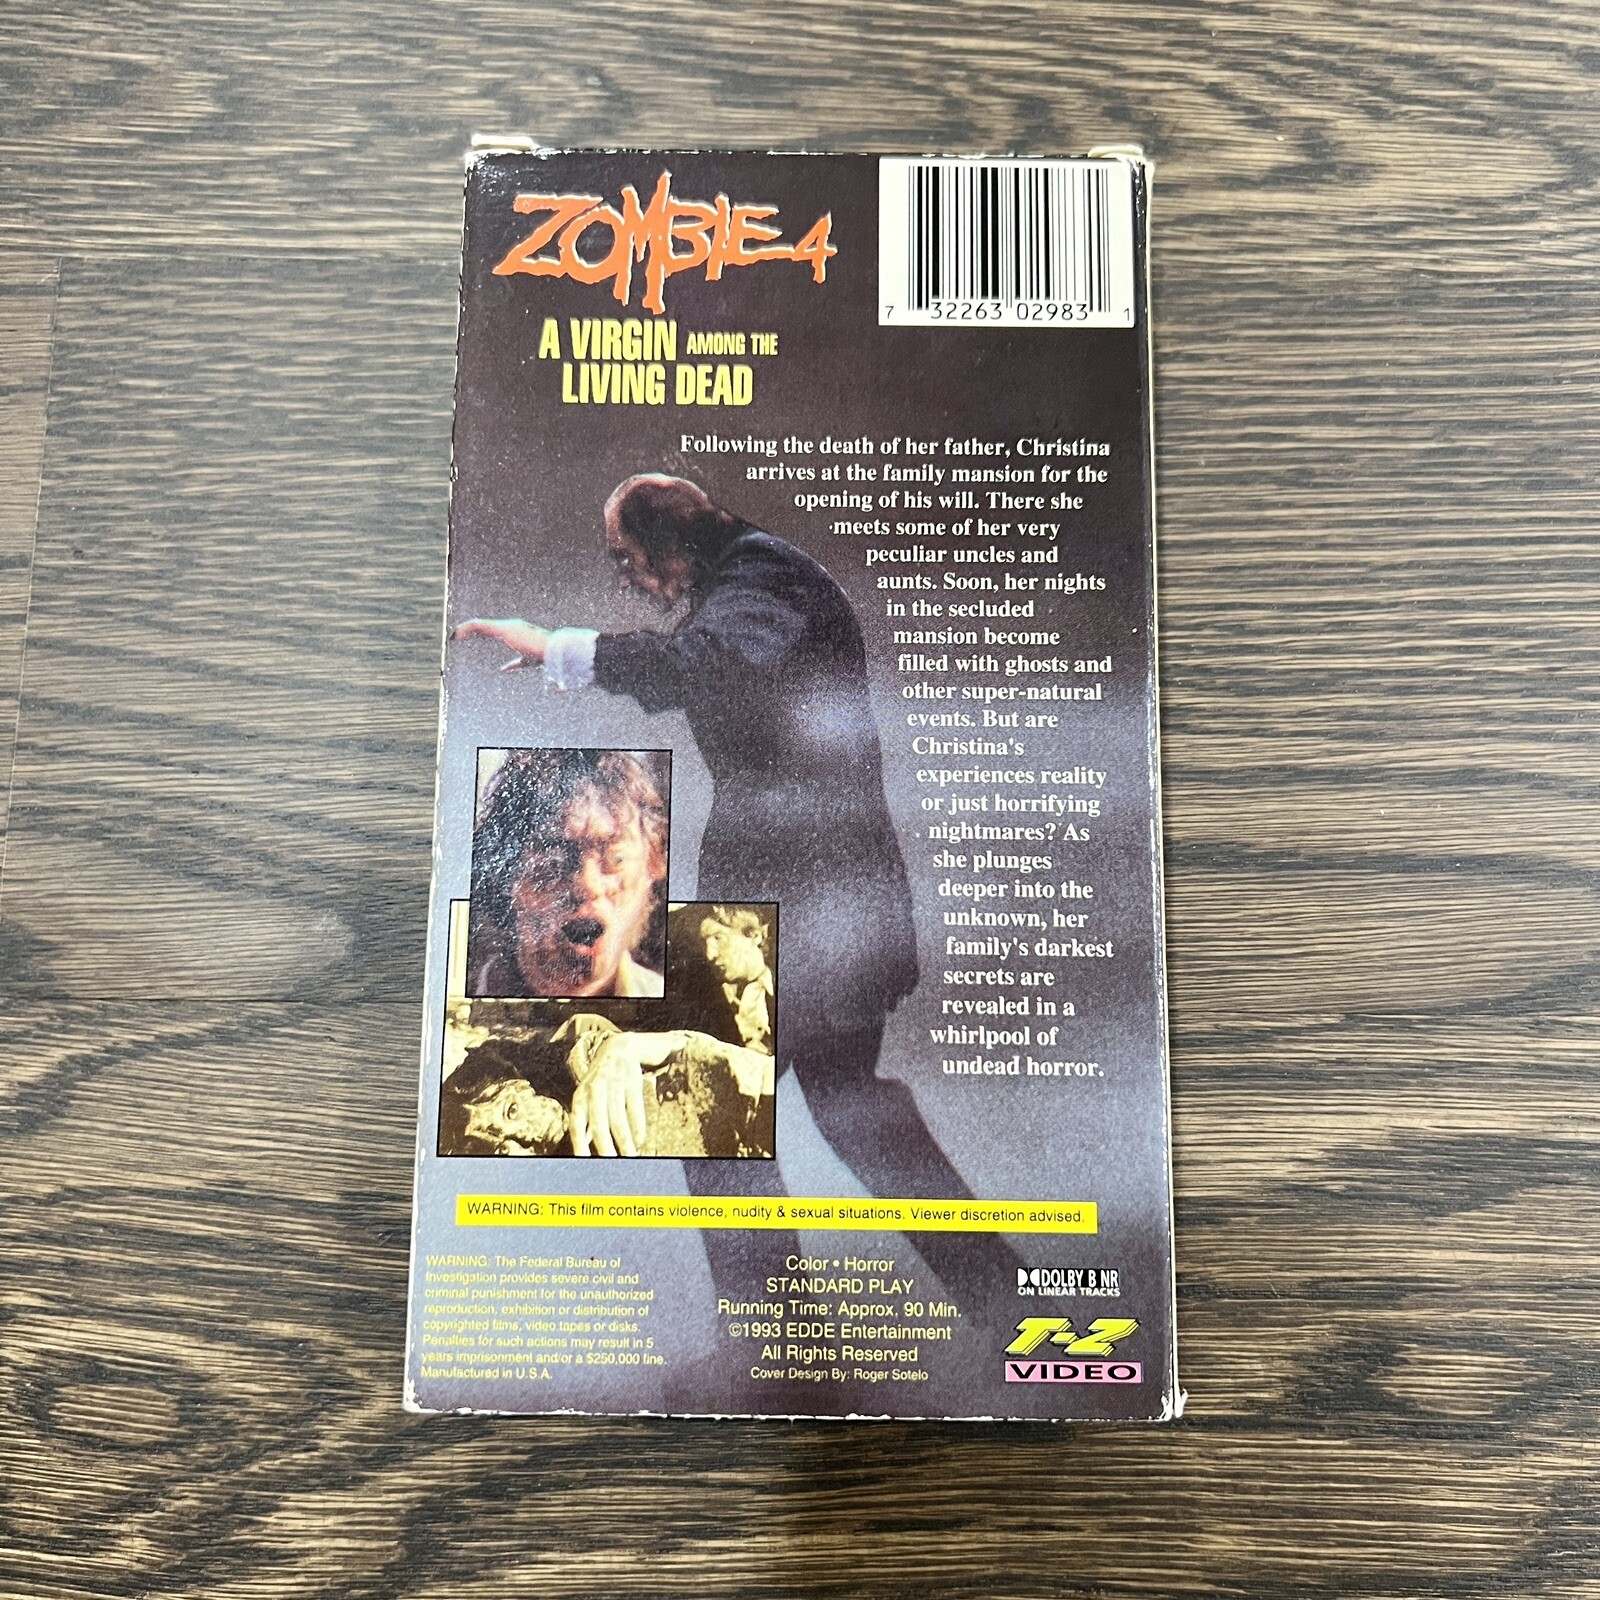 ZOMBIE 4
7 32263 02983 1
A VIRGIN AMONG THE
LIVING DEAD
Following the death of her father, Christina
arrives at the family mansion for the
opening of his will. There she
meets some of her very
peculiar uncles and
aunts. Soon, her nights
in the secluded
mansion become
filled with ghosts and
other super-natural
events. But are
Christina's
experiences reality
or just horrifying
nightmares? As
she plunges
deeper into the
unknown, her
family's darkest
secrets are
revealed in a
whirlpool of
undead horror.
WARNING: This film contains violence, nudity & sexual situations. Viewer discretion advised.
WARNING: The Federal Bureau of
Investigation provides severe civil and
criminal punishment for the unauthorized
reproduction, exhibition or distribution of
copyrighted films, video tapes or disks.
Penalties for such actions may result in 5
years imprisonment and/or a $250,000 fine.
Manufactured in U.S.A.
Color • Horror
STANDARD PLAY
Running Time: Approx. 90 Min.
©1993 EDDE Entertainment
All Rights Reserved
Cover Design By: Roger Sotelo
DOLBY B NR
ON LINEAR TRACKS
T-Z
VIDEO